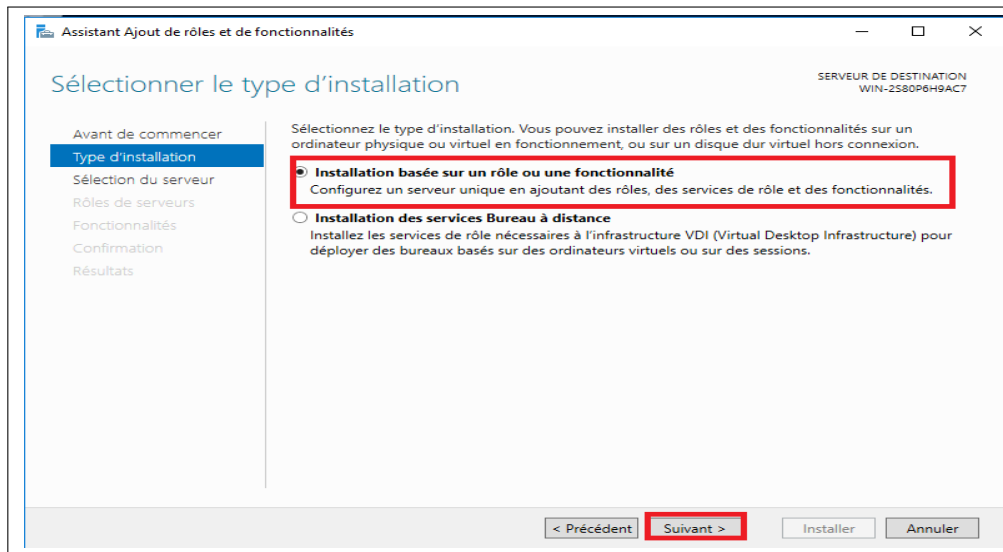 Assistant Ajout de rôles et de fonctionnalités
Sélectionner le type d'installation
SERVEUR DE DESTINATION
WIN-2S80P6H9AC7
Avant de commencer
Type d'installation
Sélection du serveur
Rôles de serveurs
Fonctionnalités
Confirmation
Résultats
Sélectionnez le type d'installation. Vous pouvez installer des rôles et des fonctionnalités sur un
ordinateur physique ou virtuel en fonctionnement, ou sur un disque dur virtuel hors connexion.
Installation basée sur un rôle ou une fonctionnalité
Configurez un serveur unique en ajoutant des rôles, des services de rôle et des fonctionnalités.
Installation des services Bureau à distance
Installez les services de rôle nécessaires à l'infrastructure VDI (Virtual Desktop Infrastructure) pour
déployer des bureaux basés sur des ordinateurs virtuels ou sur des sessions.
< Précédent
Suivant >
Installer
Annuler